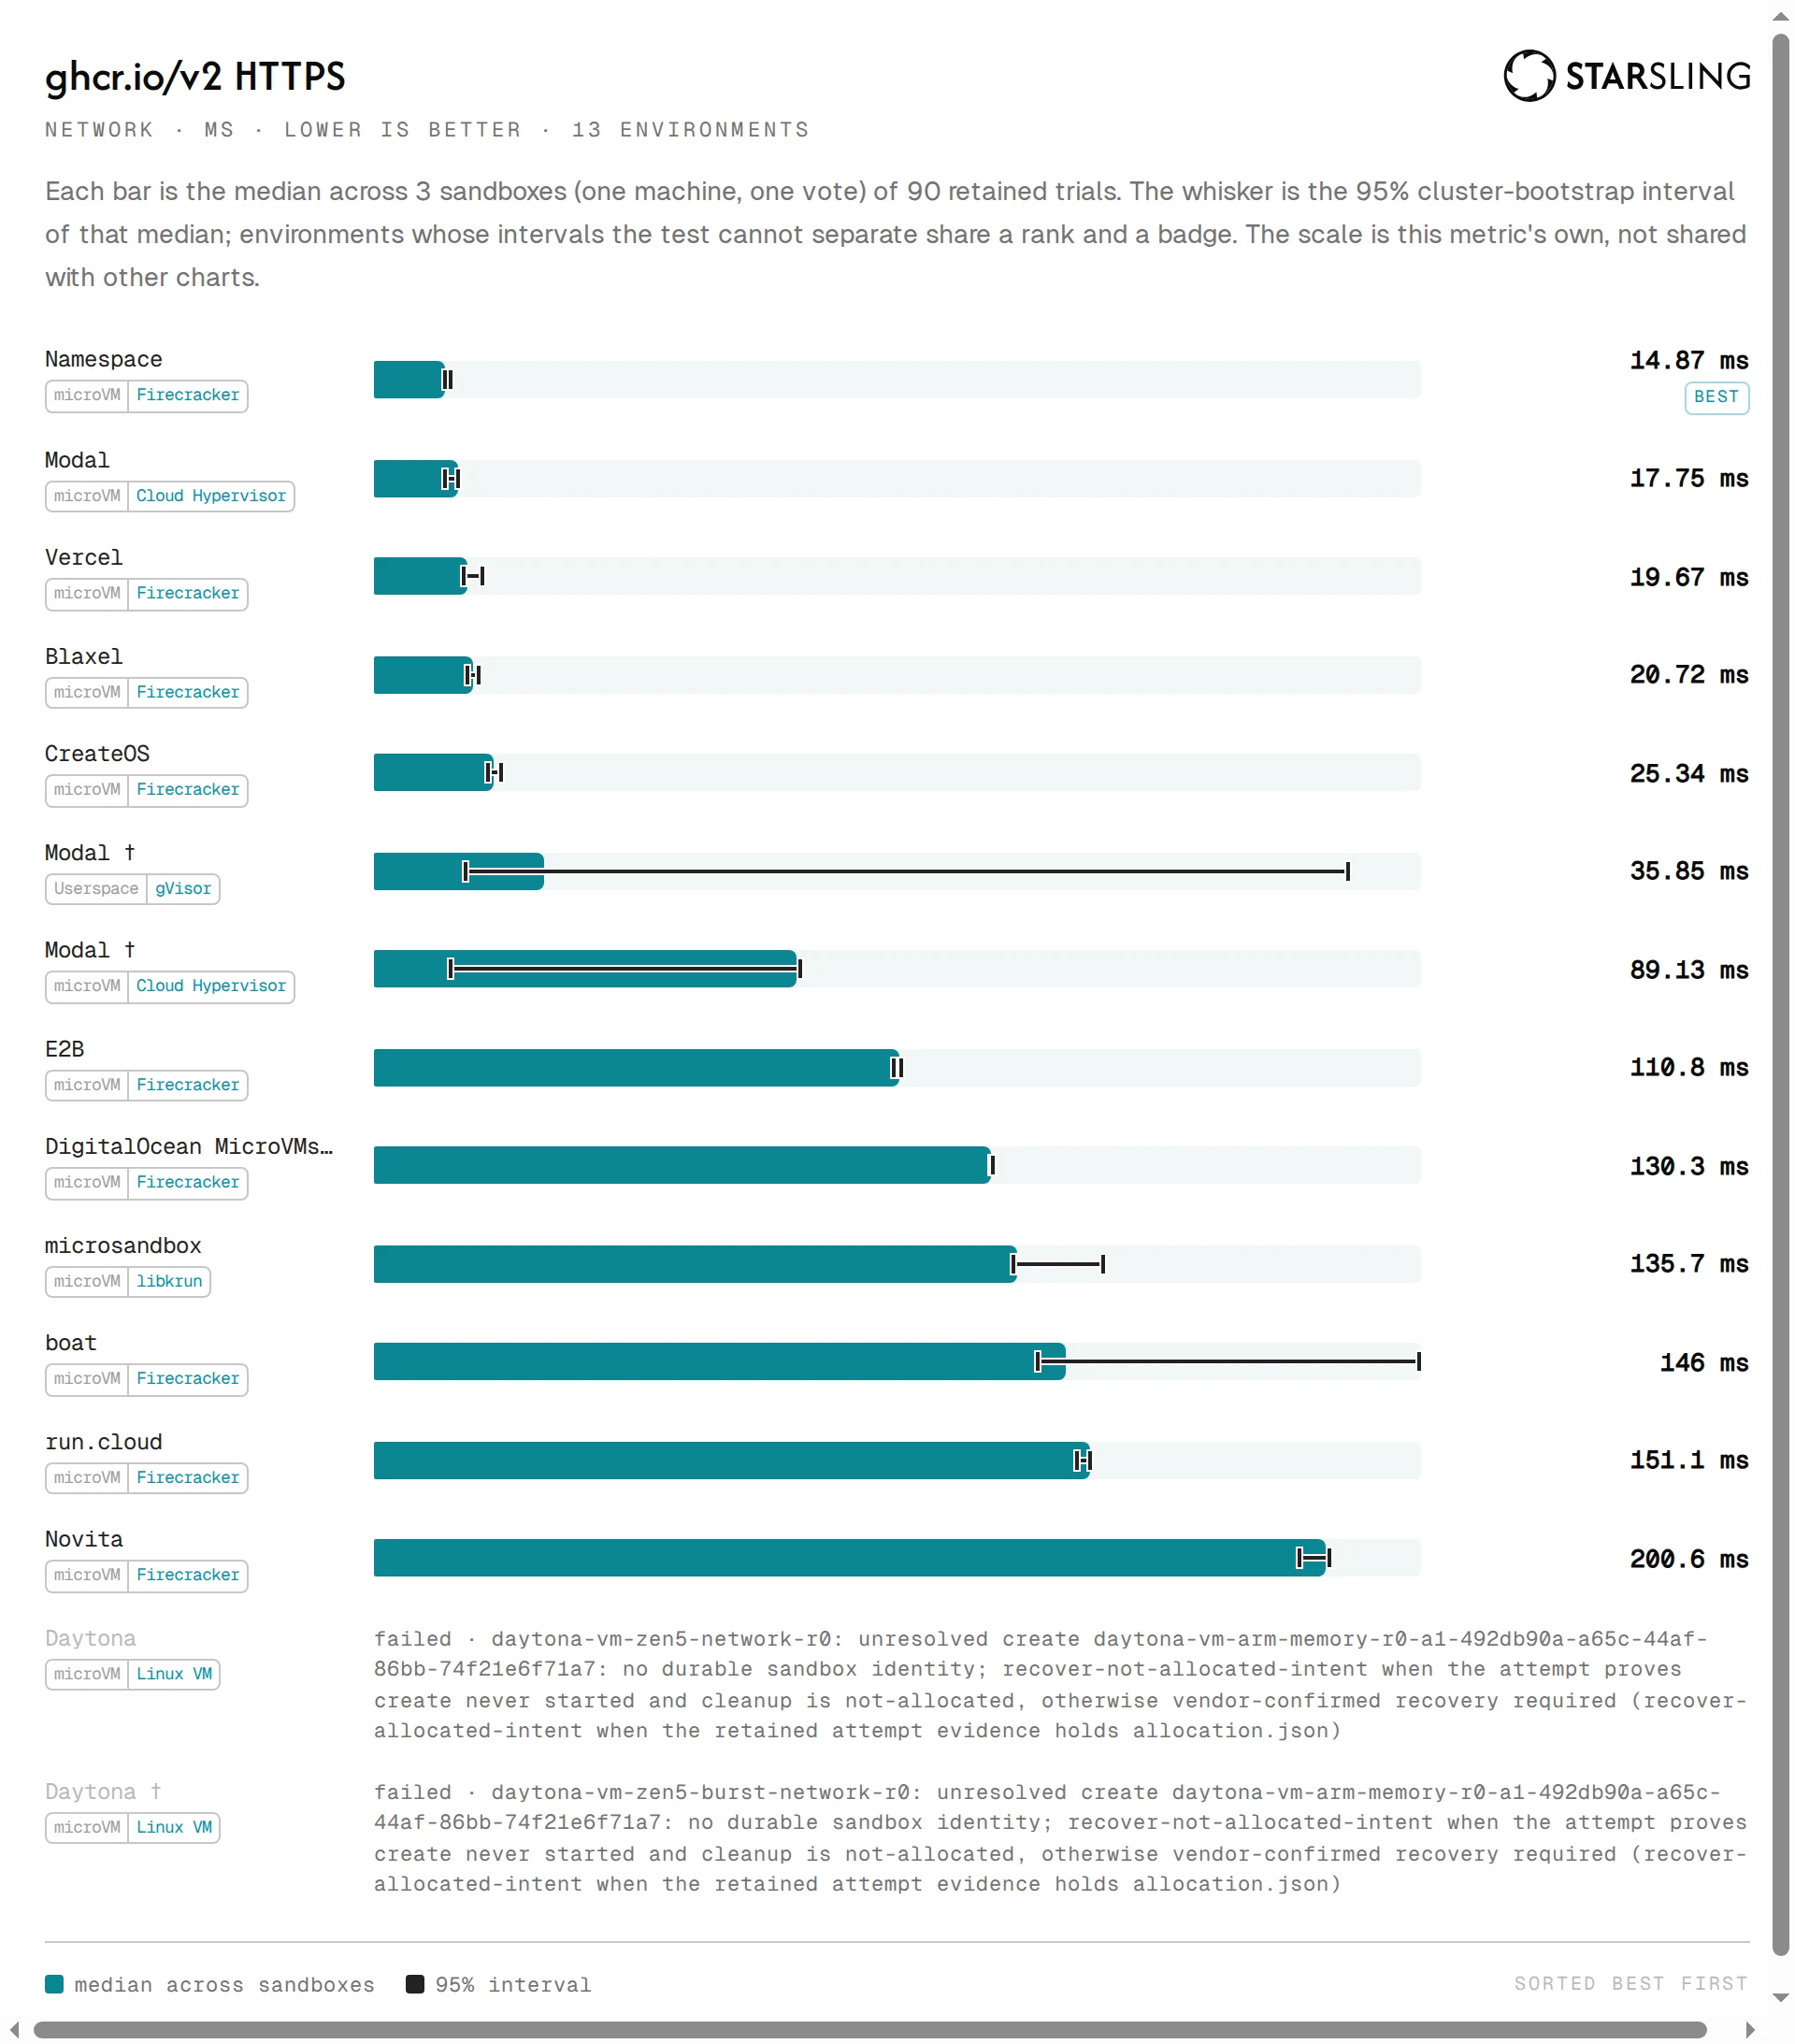 ghcr.io/v2 HTTPS
STARSLING
NETWORK · MS · LOWER IS BETTER · 13 ENVIRONMENTS
Each bar is the median across 3 sandboxes (one machine, one vote) of 90 retained trials. The whisker is the 95% cluster-bootstrap interval
of that median; environments whose intervals the test cannot separate share a rank and a badge. The scale is this metric's own, not shared
with other charts.
Namespace
microVM Firecracker
14.87 ms
BEST
Modal
microVM Cloud Hypervisor
17.75 ms
Vercel
microVM Firecracker
19.67 ms
Blaxel
microVM Firecracker
20.72 ms
CreateOS
microVM Firecracker
25.34 ms
Modal †
Userspace gVisor
35.85 ms
Modal †
microVM Cloud Hypervisor
89.13 ms
E2B
microVM Firecracker
110.8 ms
DigitalOcean MicroVMs…
microVM Firecracker
130.3 ms
microsandbox
microVM libkrun
135.7 ms
boat
microVM Firecracker
146 ms
run.cloud
microVM Firecracker
151.1 ms
Novita
microVM Firecracker
200.6 ms
Daytona
microVM Linux VM
failed · daytona-vm-zen5-network-r0: unresolved create daytona-vm-arm-memory-r0-a1-492db90a-a65c-44af-
86bb-74f21e6f71a7: no durable sandbox identity; recover-not-allocated-intent when the attempt proves
create never started and cleanup is not-allocated, otherwise vendor-confirmed recovery required (recover-
allocated-intent when the retained attempt evidence holds allocation.json)
Daytona †
microVM Linux VM
failed · daytona-vm-zen5-burst-network-r0: unresolved create daytona-vm-arm-memory-r0-a1-492db90a-a65c-
44af-86bb-74f21e6f71a7: no durable sandbox identity; recover-not-allocated-intent when the attempt proves
create never started and cleanup is not-allocated, otherwise vendor-confirmed recovery required (recover-
allocated-intent when the retained attempt evidence holds allocation.json)
median across sandboxes
95% interval
SORTED BEST FIRST